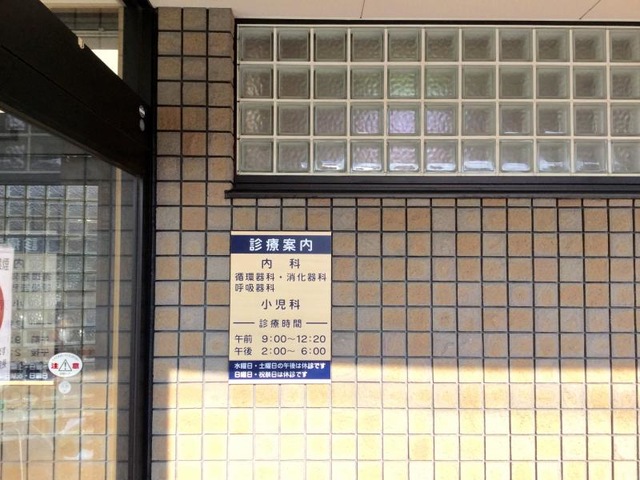 診療案内
内 科
循環器科・消化器科
呼吸器科
小児科
診療時間
午前 9:00〜12:20
午後 2:00〜 6:00
水曜日・土曜日の午後は休診です
日曜日・祝祭日は休診です
注 意